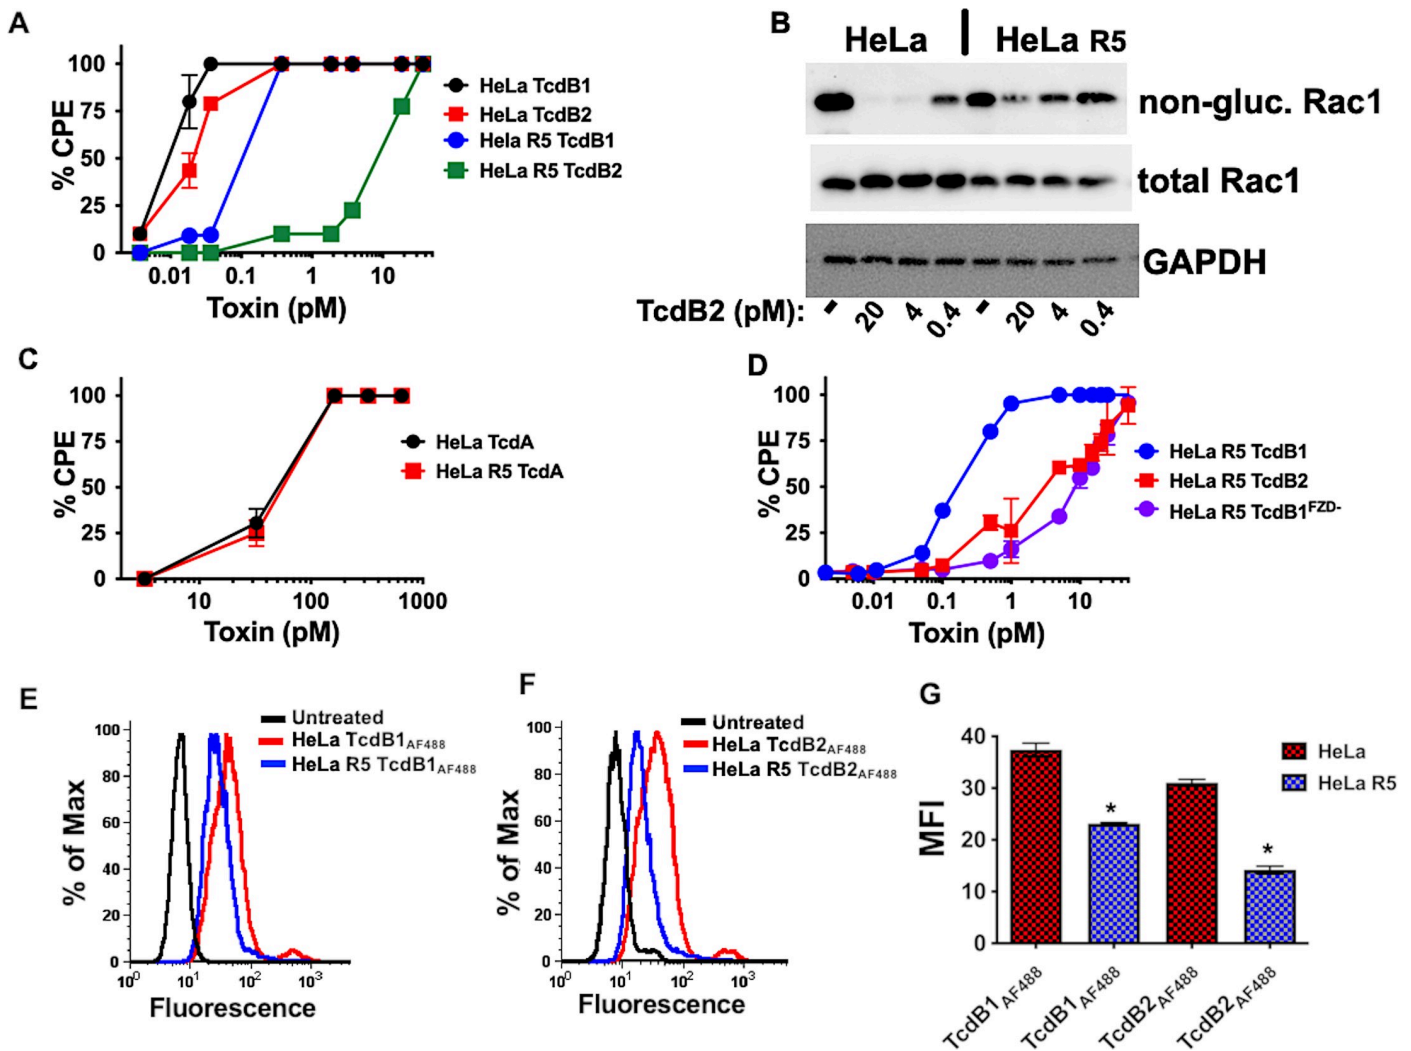 A
100
75
50
25
0
% CPE
0.01
0.1
1
10
Toxin (pM)
HeLa TcdB1
HeLa TcdB2
Hela R5 TcdB1
HeLa R5 TcdB2
B
HeLa | HeLa R5
non-gluc. Rac1
total Rac1
GAPDH
TcdB2 (pM): - 20 4 0.4 - 20 4 0.4
C
100
75
50
25
0
% CPE
10
100
1000
Toxin (pM)
HeLa TcdA
HeLa R5 TcdA
D
100
75
50
25
0
% CPE
0.01
0.1
1
10
Toxin (pM)
HeLa R5 TcdB1
HeLa R5 TcdB2
HeLa R5 TcdB1FZD-
E
100
80
60
40
20
0
% of Max
10⁰
10¹
10²
10³
Fluorescence
Untreated
HeLa TcdB1AF488
HeLa R5 TcdB1AF488
F
100
80
60
40
20
0
% of Max
10⁰
10¹
10²
10³
Fluorescence
Untreated
HeLa TcdB2AF488
HeLa R5 TcdB2AF488
G
40
30
20
10
0
MFI
*
*
HeLa
HeLa R5
TcdB1AF488
TcdB1AF488
TcdB2AF488
TcdB2AF488